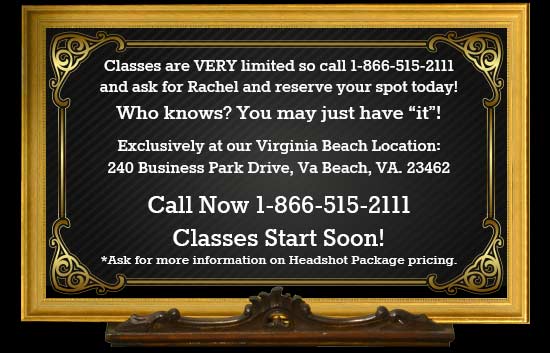 Classes are VERY limited so call 1-866-515-2111
and ask for Rachel and reserve your spot today!
Who knows? You may just have “it”!
Exclusively at our Virginia Beach Location:
240 Business Park Drive, Va Beach, VA. 23462
Call Now 1-866-515-2111
Classes Start Soon!
*Ask for more information on Headshot Package pricing.